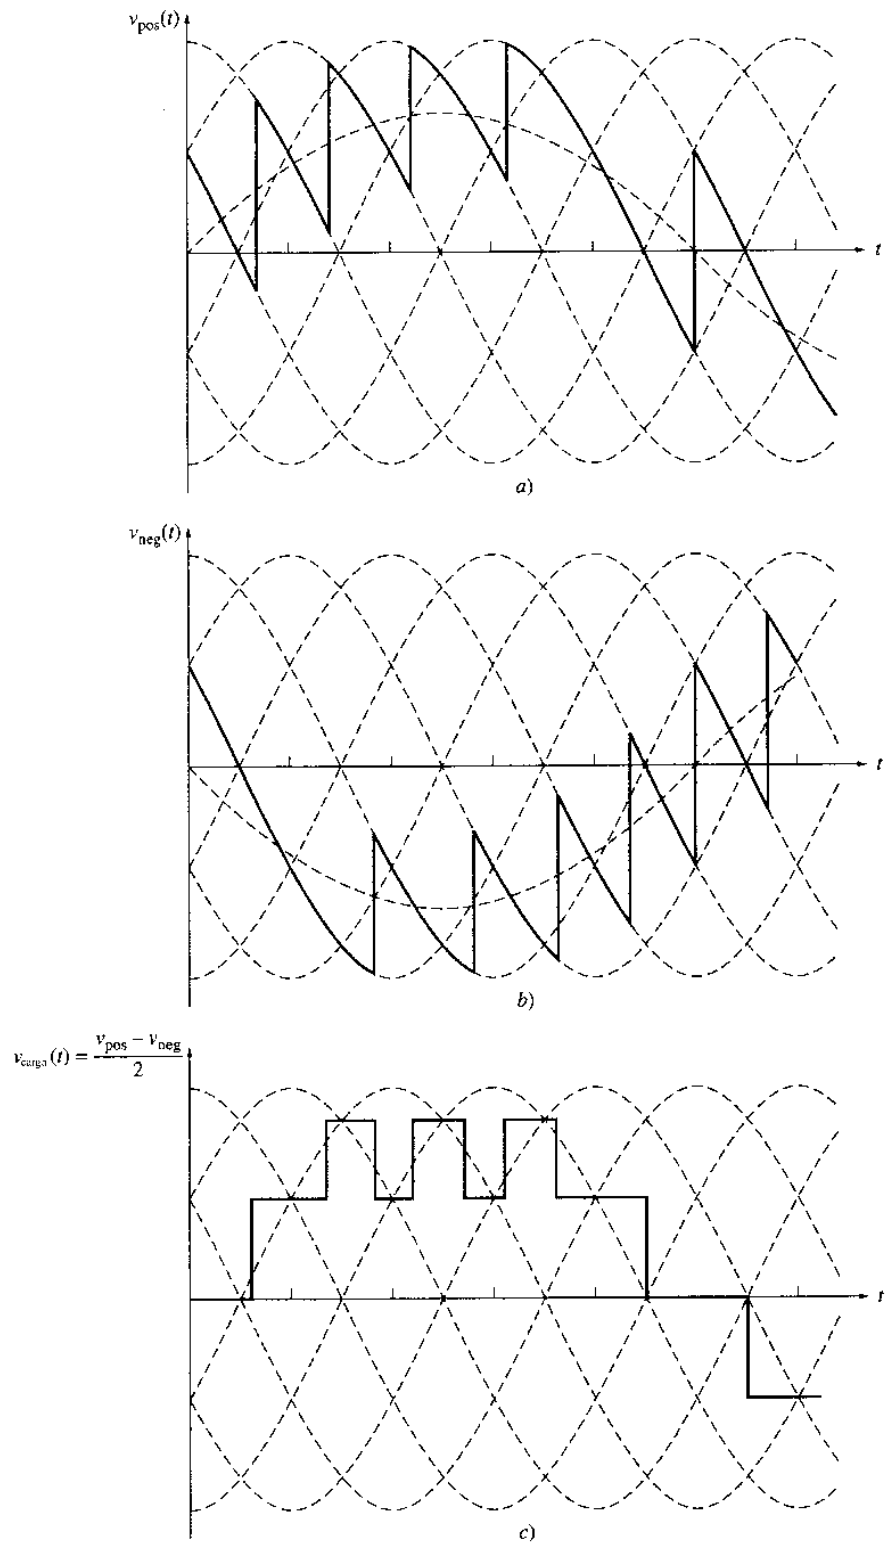 v_pos(t)
t
a)
v_neg(t)
t
b)
v_carga(t) = (v_pos − v_neg) / 2
t
c)